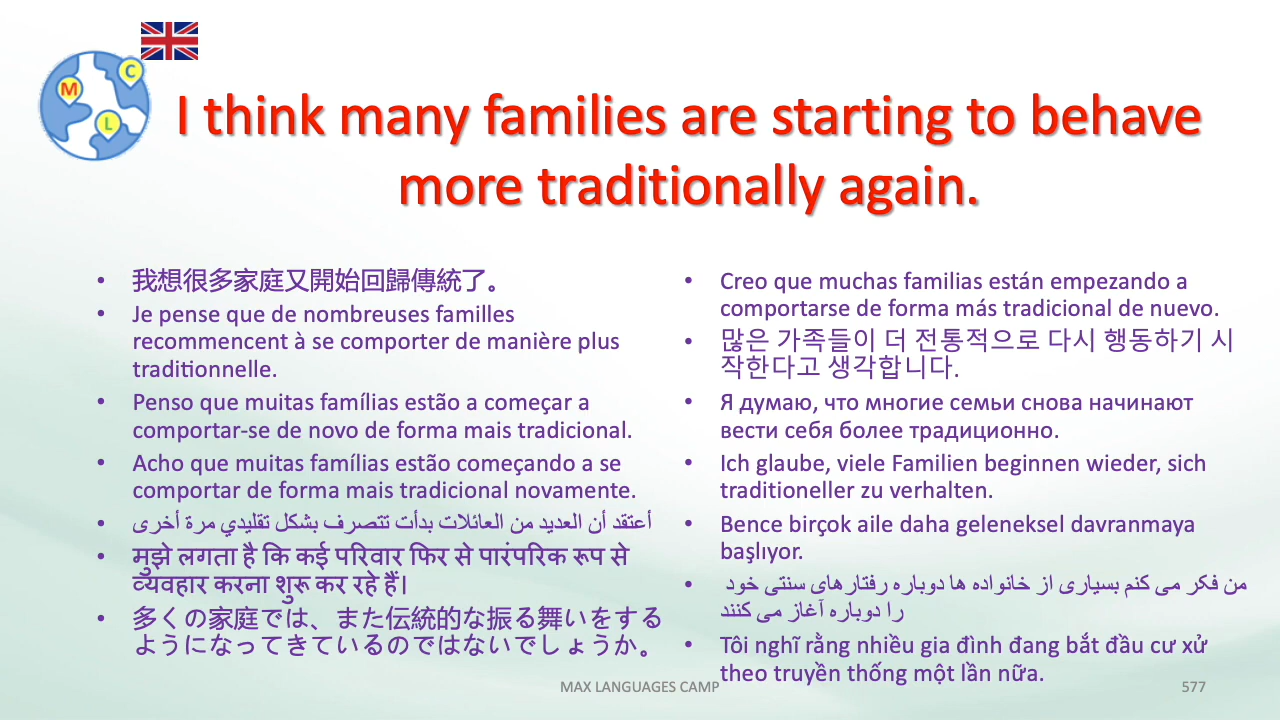 M
C
L
I think many families are starting to behave
more traditionally again.
• 我想很多家庭又開始回歸傳統了。
• Je pense que de nombreuses familles
recommencent à se comporter de manière plus
traditionnelle.
• Penso que muitas famílias estão a começar a
comportar-se de novo de forma mais tradicional.
• Acho que muitas famílias estão começando a se
comportar de forma mais tradicional novamente.
• أعتقد أن العديد من العائلات بدأت تتصرف بشكل تقليدي مرة أخرى
• मुझे लगता है कि कई परिवार फिर से पारंपरिक रूप से
व्यवहार करना शुरू कर रहे हैं।
• 多くの家庭では、また伝統的な振る舞いをする
ようになってきているのではないでしょうか。
• Creo que muchas familias están empezando a
comportarse de forma más tradicional de nuevo.
• 많은 가족들이 더 전통적으로 다시 행동하기 시
작한다고 생각합니다.
• Я думаю, что многие семьи снова начинают
вести себя более традиционно.
• Ich glaube, viele Familien beginnen wieder, sich
traditioneller zu verhalten.
• Bence birçok aile daha geleneksel davranmaya
başlıyor.
• من فکر می کنم بسیاری از خانواده ها دوباره رفتارهای سنتی خود
را دوباره آغاز می کنند
• Tôi nghĩ rằng nhiều gia đình đang bắt đầu cư xử
theo truyền thống một lần nữa.
MAX LANGUAGES CAMP
577